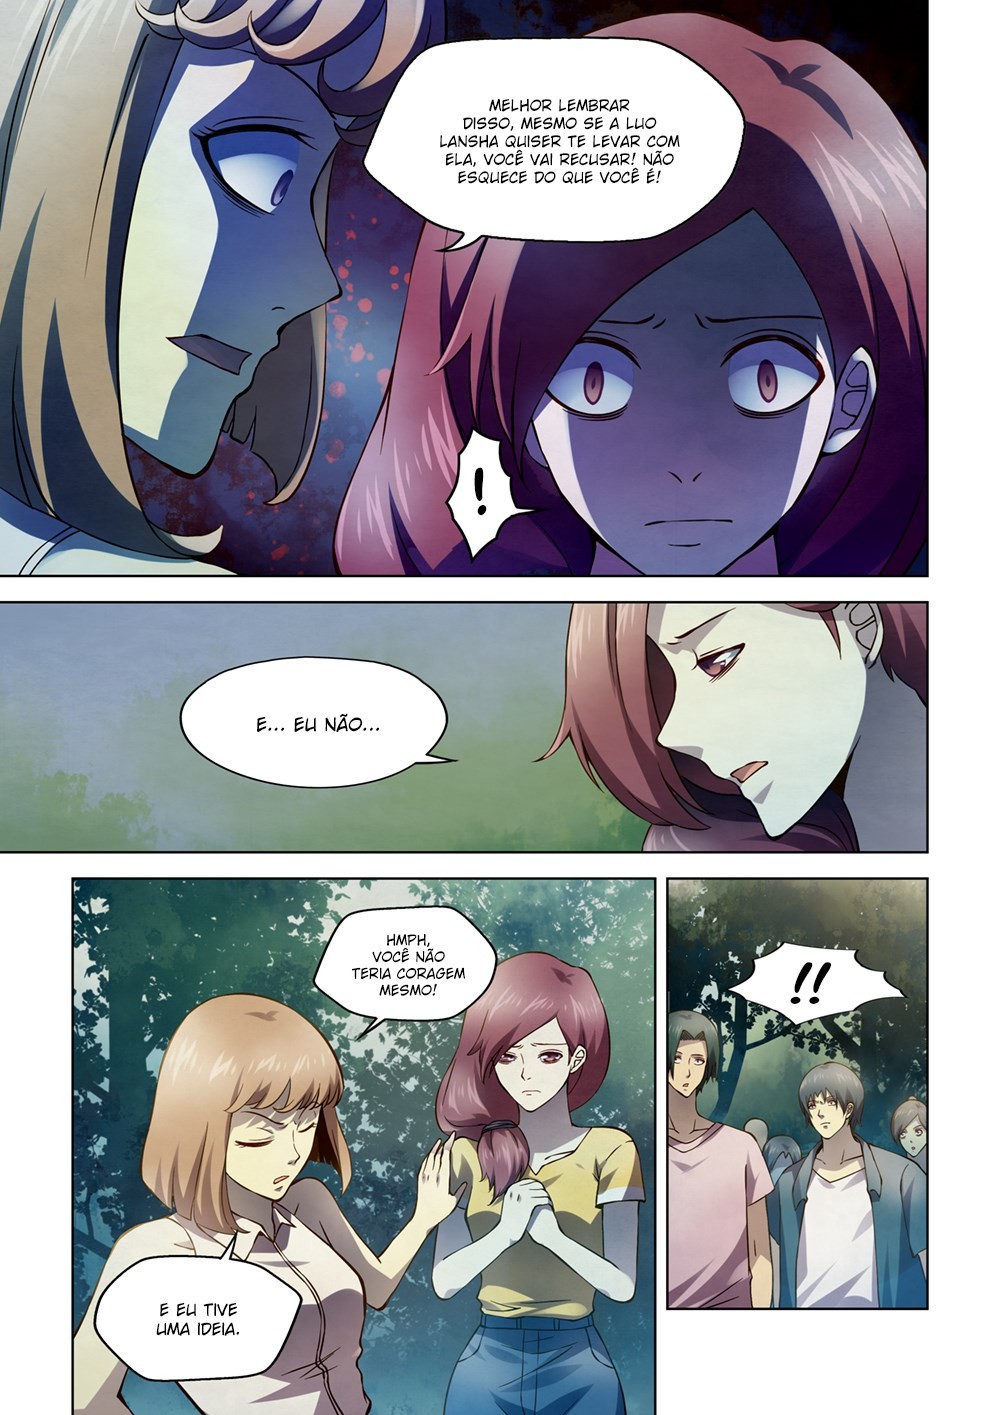 MELHOR LEMBRAR
DISSO, MESMO SE A LUO
LANSHA QUISER TE LEVAR COM
ELA, VOCÊ VAI RECUSAR! NÃO
ESQUECE DO QUE VOCÊ É!
!
E... EU NÃO...
HMPH,
VOCÊ NÃO
TERIA CORAGEM
MESMO!
!!
E EU TIVE
UMA IDEIA.